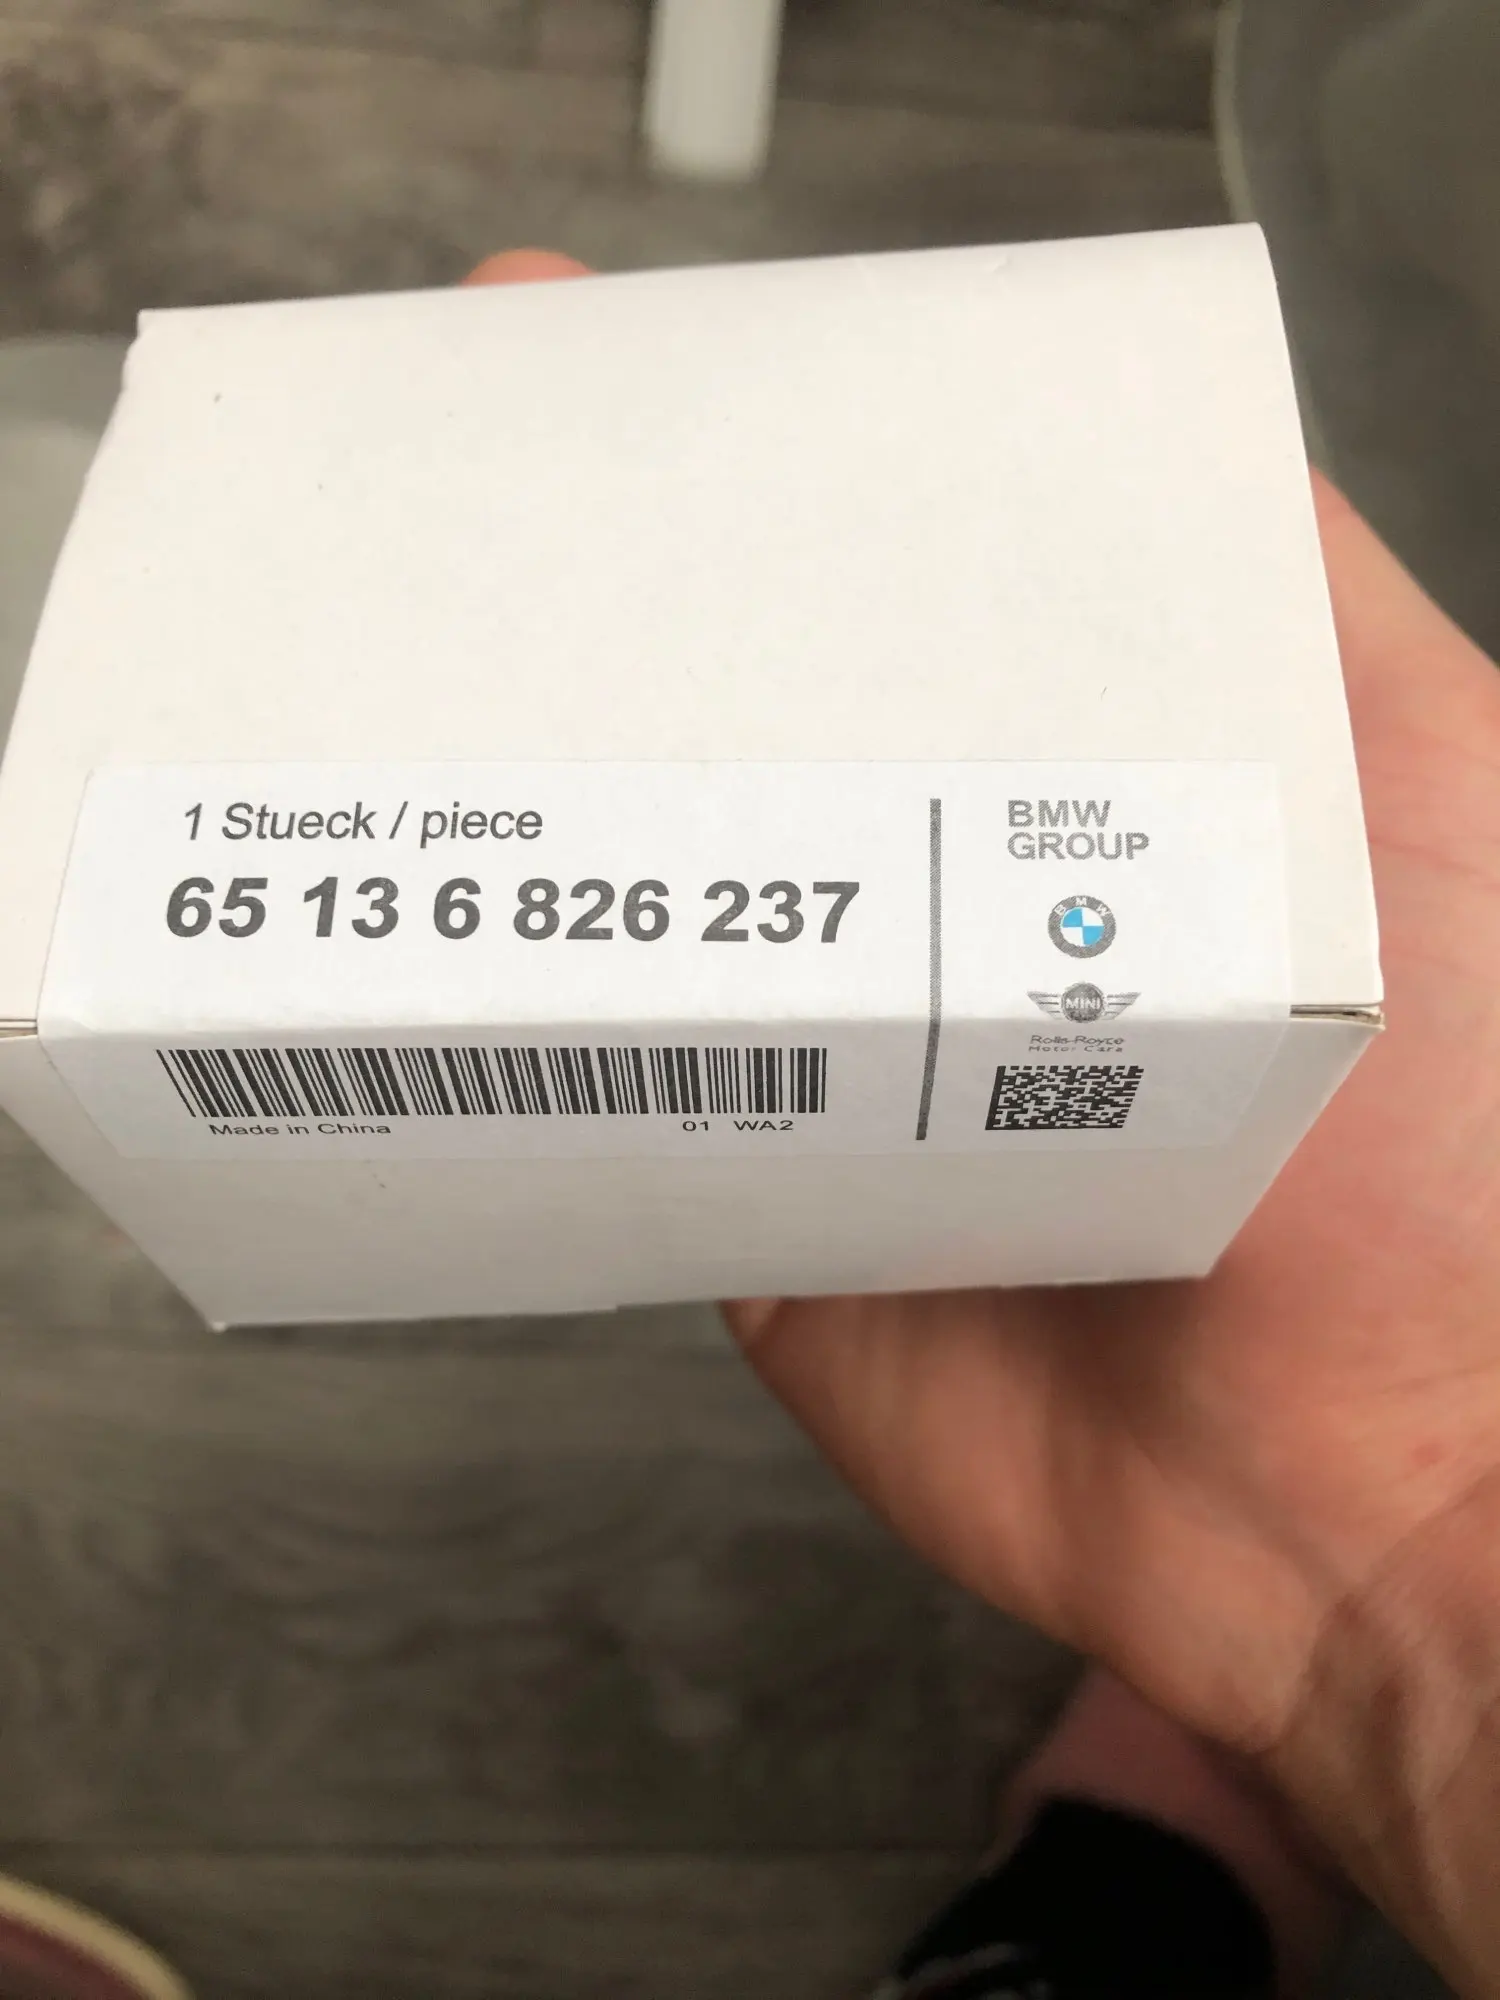 1 Stueck / piece
65 13 6 826 237
Made in China
01 WA2
BMW
GROUP
BMW
MINI
Rolls-Royce
Motor Cars